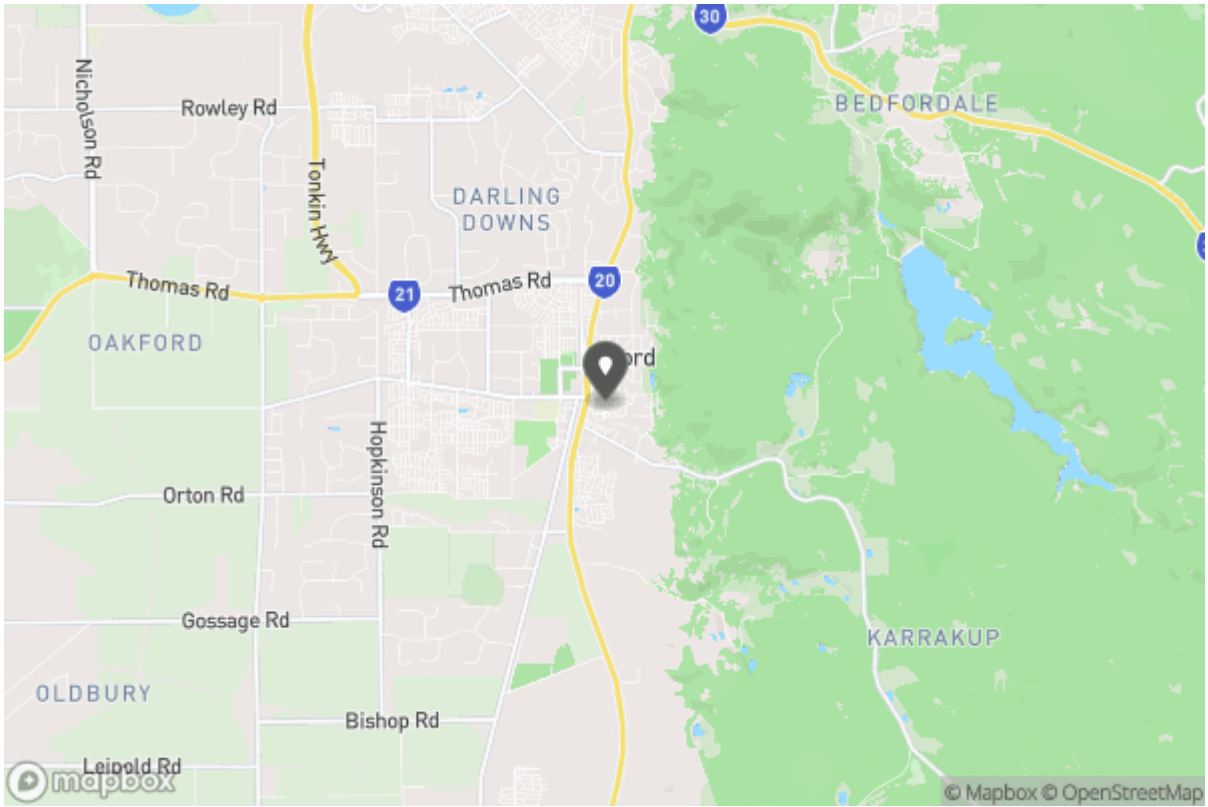 30
Nicholson Rd
BEDFORDALE
Rowley Rd
Tonkin Hwy
DARLING
DOWNS
Thomas Rd
21
Thomas Rd
20
OAKFORD
ord
Hopkinson Rd
Orton Rd
Gossage Rd
KARRAKUP
OLDBURY
Bishop Rd
Leipold Rd
mapbox
© Mapbox © OpenStreetMap